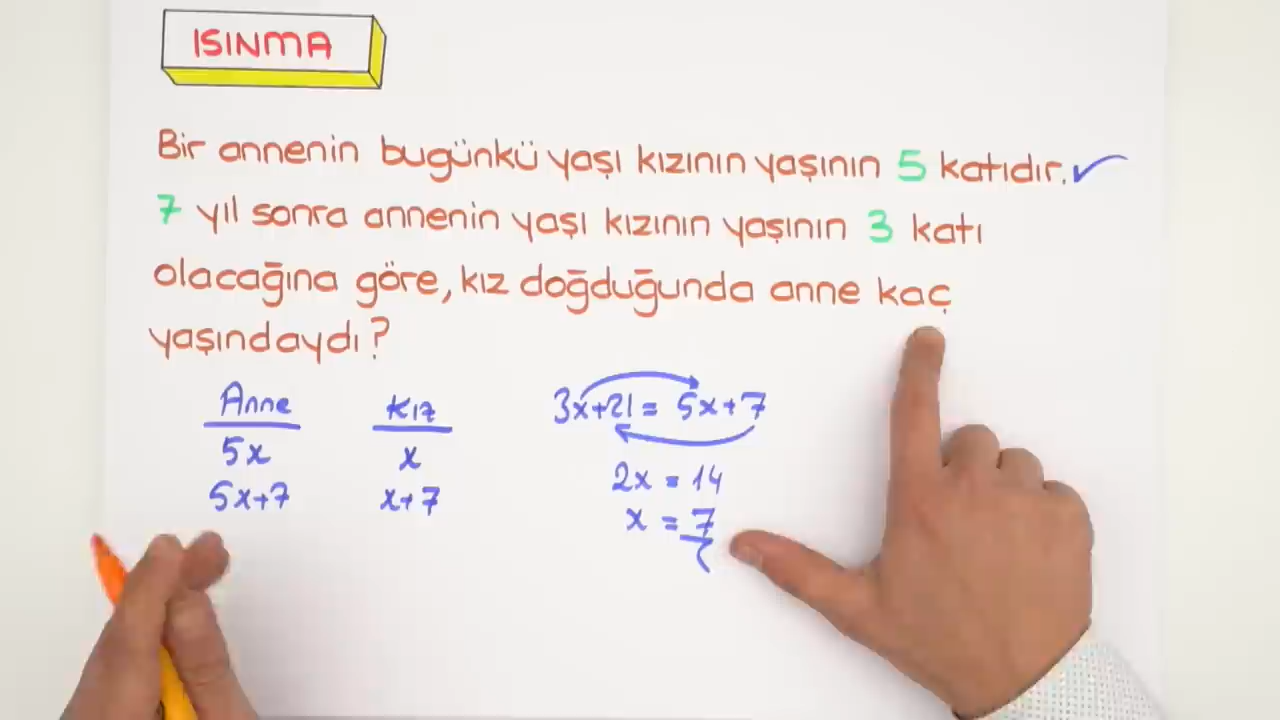 ISINMA
Bir annenin bugünkü yaşı kızının yaşının 5 katıdır. ✓
7 yıl sonra annenin yaşı kızının yaşının 3 katı
olacağına göre, kız doğduğunda anne kaç
yaşındaydı?
Anne Kız
5x x
5x+7 x+7
3x+21 = 5x+7
2x = 14
x = 7